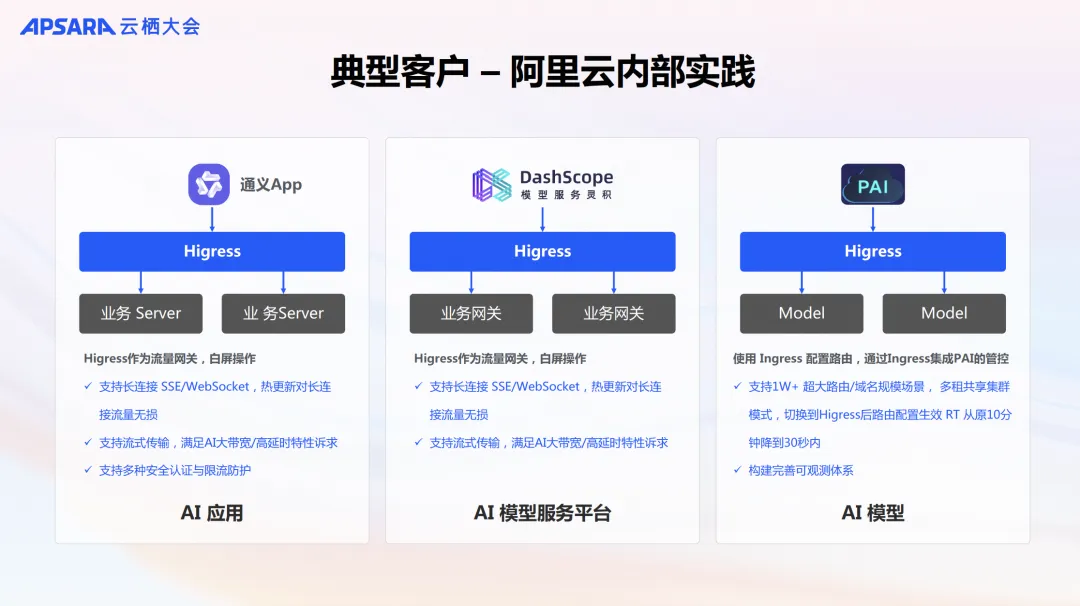 APSARA 云栖大会
典型客户 – 阿里云内部实践
通义App
Higress
业务 Server
业 务Server
Higress作为流量网关，白屏操作
✓ 支持长连接 SSE/WebSocket，热更新对长连
接流量无损
✓ 支持流式传输，满足AI大带宽/高延时特性诉求
✓ 支持多种安全认证与限流防护
AI 应用
DashScope
模型服务灵积
Higress
业务网关
业务网关
Higress作为流量网关，白屏操作
✓ 支持长连接 SSE/WebSocket，热更新对长连
接流量无损
✓ 支持流式传输，满足AI大带宽/高延时特性诉求
AI 模型服务平台
PAI
Higress
Model
Model
使用 Ingress 配置路由，通过Ingress集成PAI的管控
✓ 支持1W+ 超大路由/域名规模场景， 多租共享集群
模式，切换到Higress后路由配置生效 RT 从原10分
钟降到30秒内
✓ 构建完善可观测体系
AI 模型